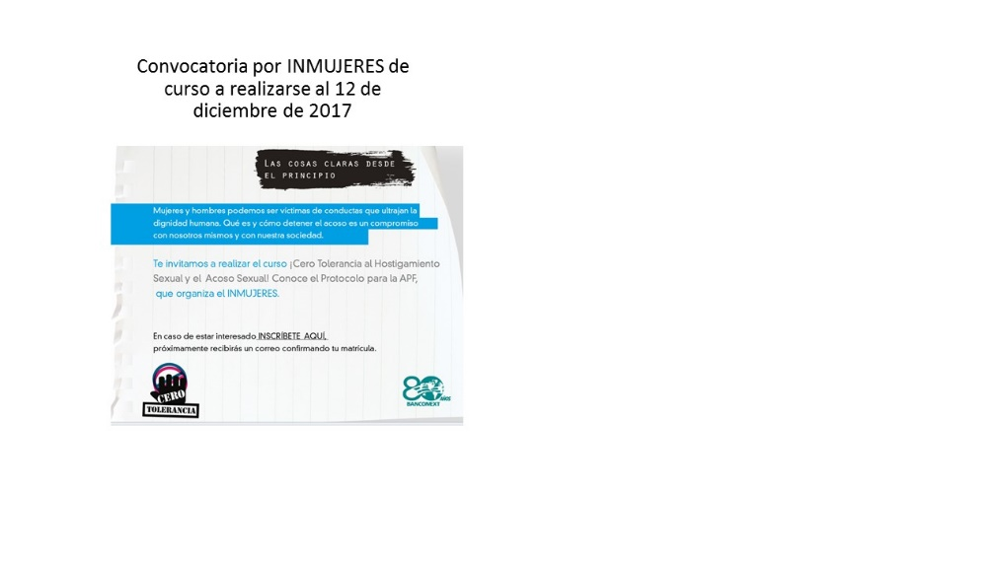 Convocatoria por INMUJERES de
curso a realizarse al 12 de
diciembre de 2017
LAS COSAS CLARAS DESDE
EL PRINCIPIO
Mujeres y hombres podemos ser víctimas de conductas que ultrajan la
dignidad humana. Qué es y cómo detener el acoso es un compromiso
con nosotros mismos y con nuestra sociedad.
Te invitamos a realizar el curso ¡Cero Tolerancia al Hostigamiento
Sexual y el Acoso Sexual! Conoce el Protocolo para la APF,
que organiza el INMUJERES.
En caso de estar interesado INSCRÍBETE AQUÍ,
próximamente recibirás un correo confirmando tu matrícula.
CERO
TOLERANCIA
80 AÑOS
BANCOMEXT